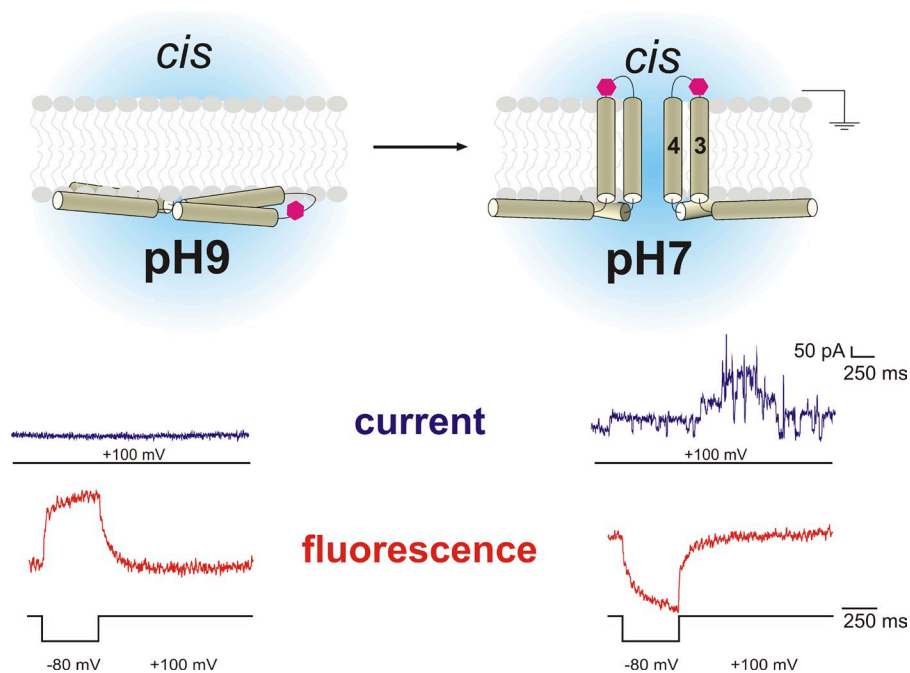 cis
cis
4 3
pH9
pH7
50 pA
250 ms
current
+100 mV
+100 mV
fluorescence
250 ms
-80 mV +100 mV
-80 mV +100 mV